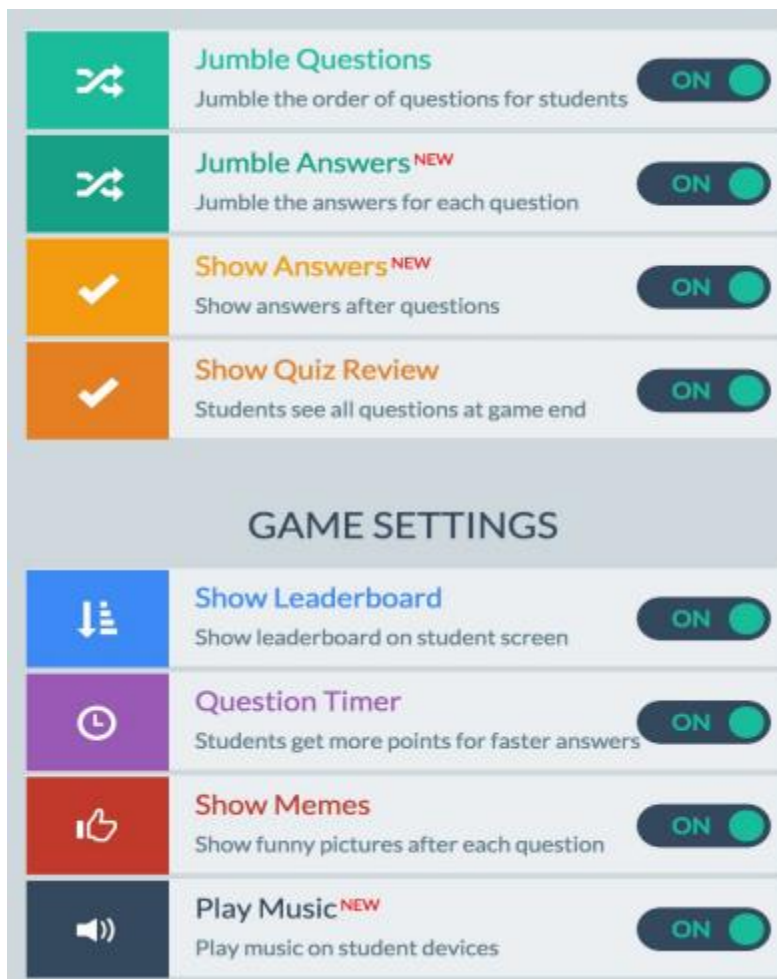 Jumble Questions
Jumble the order of questions for students
ON
Jumble Answers NEW
Jumble the answers for each question
ON
Show Answers NEW
Show answers after questions
ON
Show Quiz Review
Students see all questions at game end
ON
GAME SETTINGS
Show Leaderboard
Show leaderboard on student screen
ON
Question Timer
Students get more points for faster answers
ON
Show Memes
Show funny pictures after each question
ON
Play Music NEW
Play music on student devices
ON